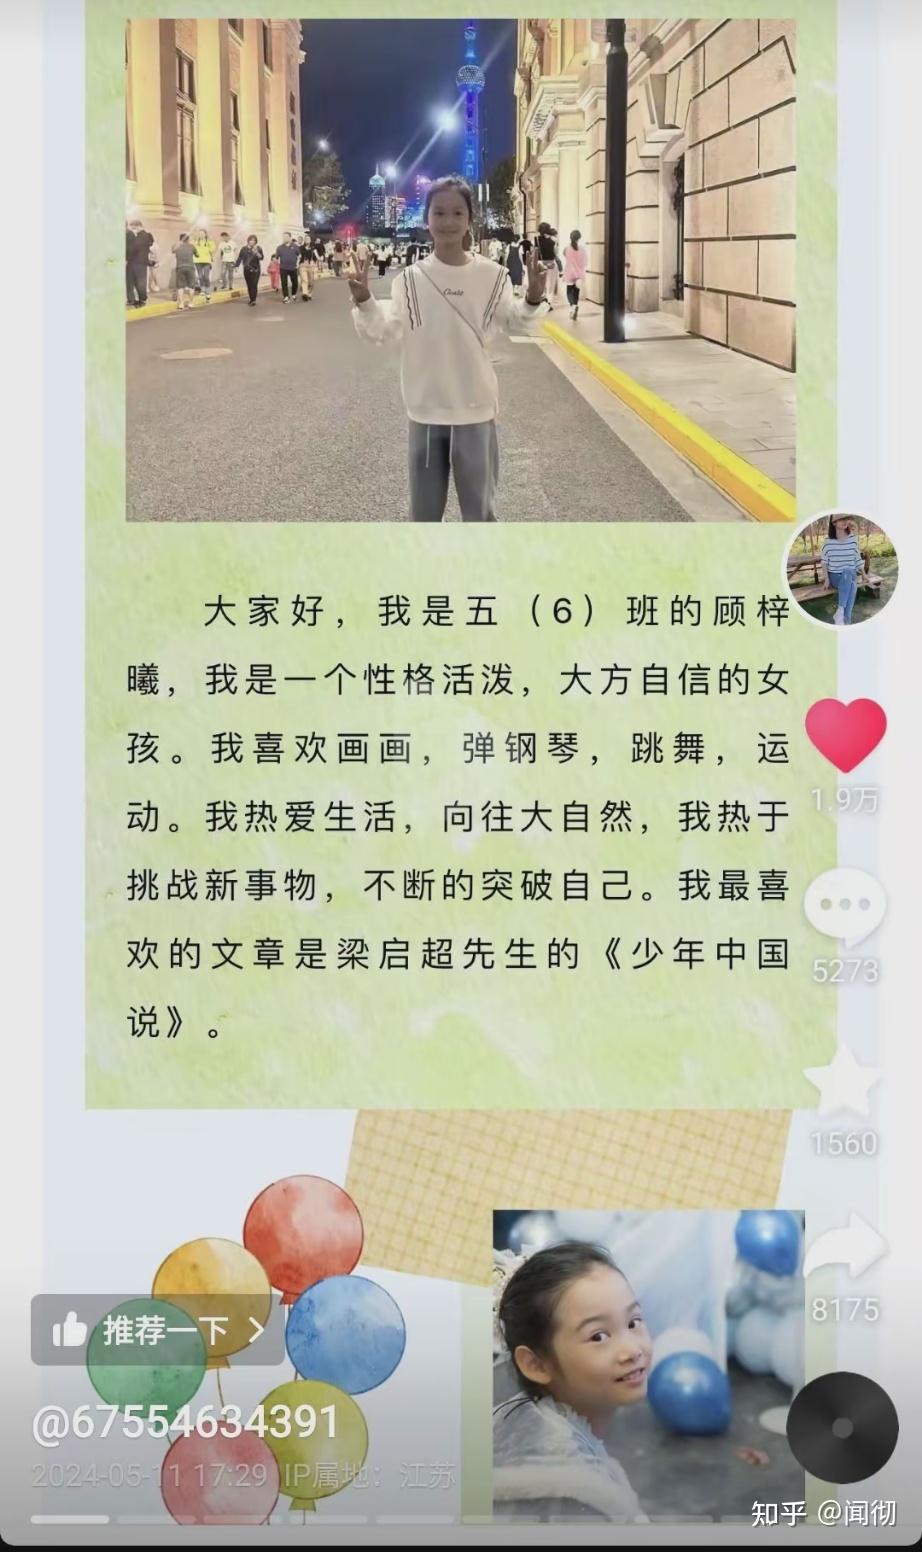 大家好，我是五（6）班的顾梓
曦，我是一个性格活泼，大方自信的女
孩。我喜欢画画，弹钢琴，跳舞，运
动。我热爱生活，向往大自然，我热于
挑战新事物，不断的突破自己。我最喜
欢的文章是梁启超先生的《少年中国
说》。
1.9万
5273
1560
8175
推荐一下
@67554634391
2024-05-11 17:29 IP属地：江苏
知乎 @闻彻